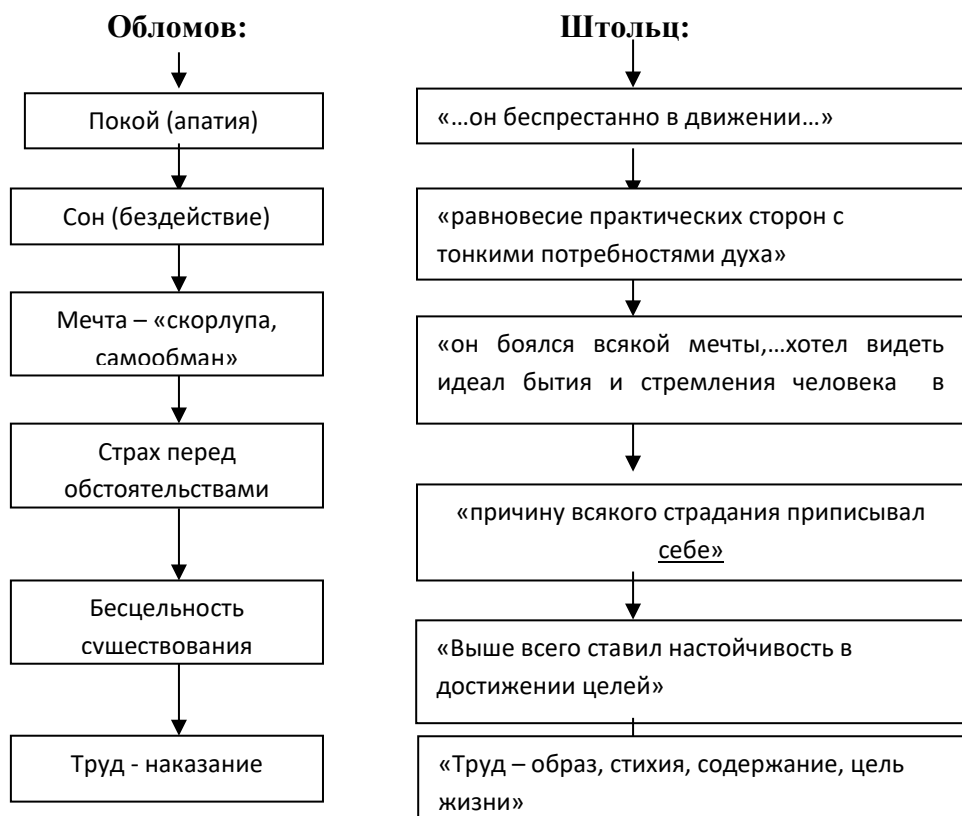 Обломов:
Покой (апатия)
Сон (бездействие)
Мечта – «скорлупа,
самообман»
Страх перед
обстоятельствами
Бесцельность
существования
Труд - наказание
Штольц:
«…он беспрестанно в движении…»
«равновесие практических сторон с
тонкими потребностями духа»
«он боялся всякой мечты,…хотел видеть
идеал бытия и стремления человека в
«причину всякого страдания приписывал
себе»
«Выше всего ставил настойчивость в
достижении целей»
«Труд – образ, стихия, содержание, цель
жизни»